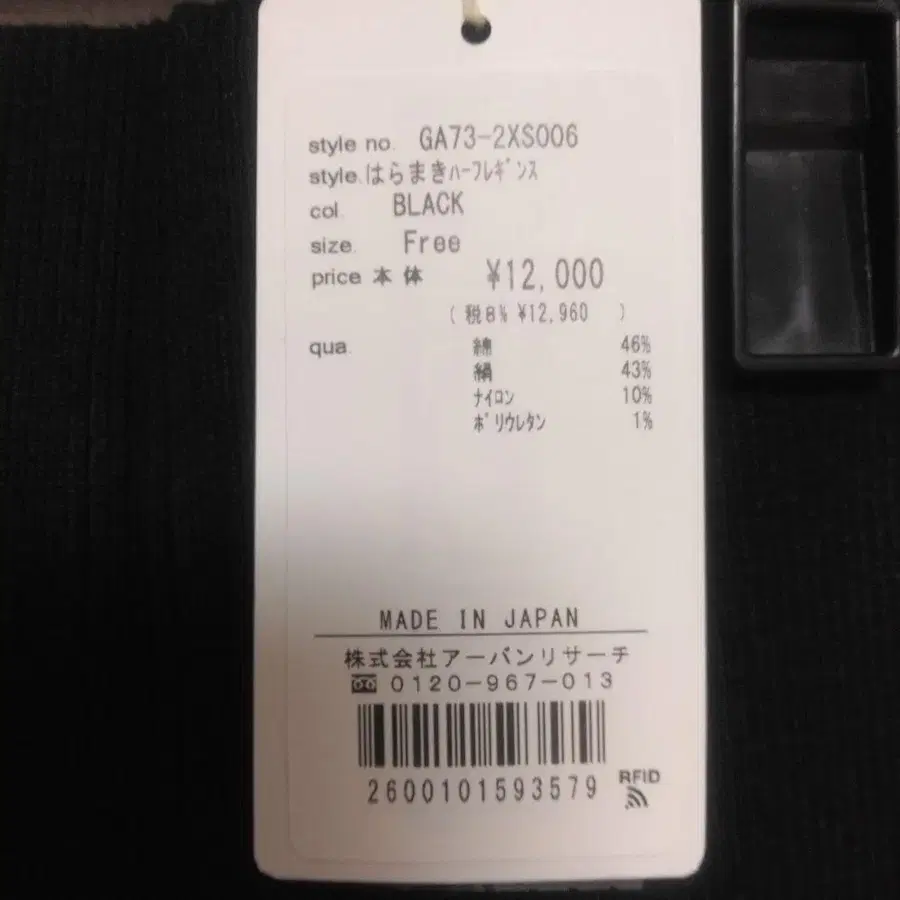 style no. GA73-2XS006
style.はらまきﾊｰﾌﾚｷﾞﾝｽ
col. BLACK
size. Free
price 本体 ¥12,000
(税8% ¥12,960 )
qua. 綿 46%
絹 43%
ﾅｲﾛﾝ 10%
ﾎﾟﾘｳﾚﾀﾝ 1%
MADE IN JAPAN
株式会社アーバンリサーチ
0120-967-013
2600101593579
RFID